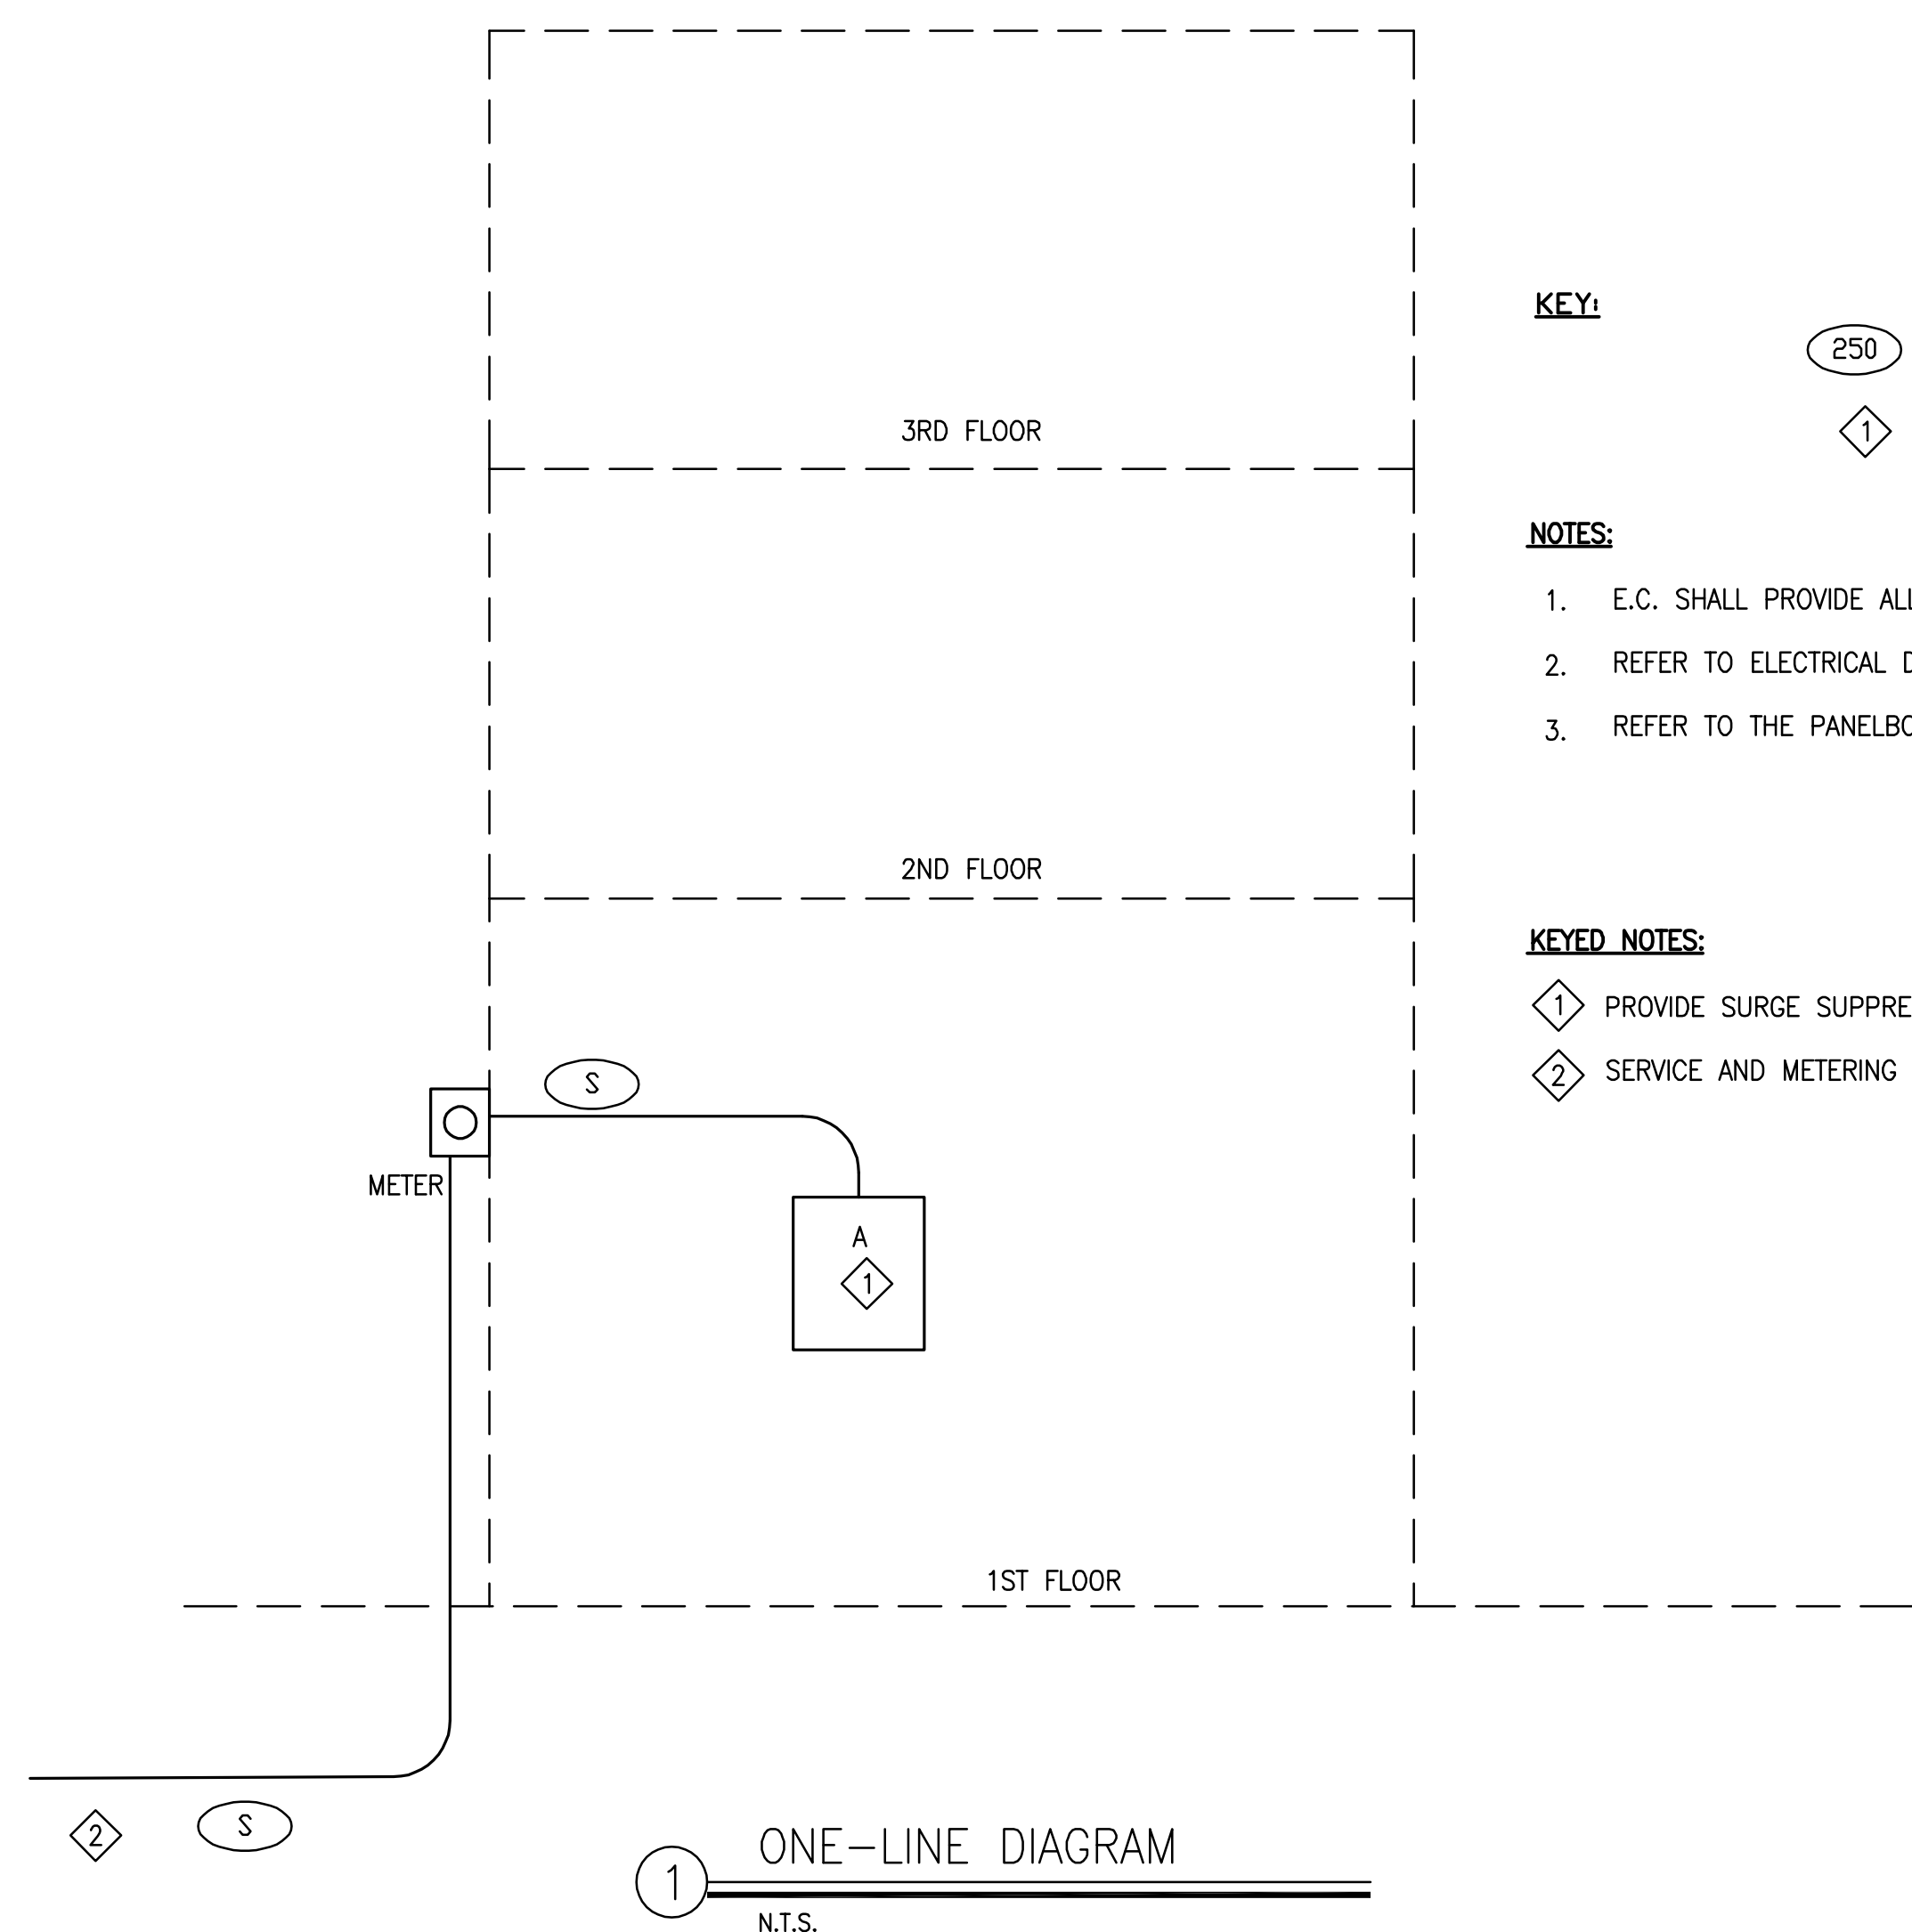 3RD FLOOR
2ND FLOOR
S
METER
A
1
1ST FLOOR
2
S
1
ONE-LINE DIAGRAM
N.T.S.
KEY:
250
1
NOTES:
1. E.C. SHALL PROVIDE ALL
2. REFER TO ELECTRICAL D
3. REFER TO THE PANELBO
KEYED NOTES:
1 PROVIDE SURGE SUPPRE
2 SERVICE AND METERING